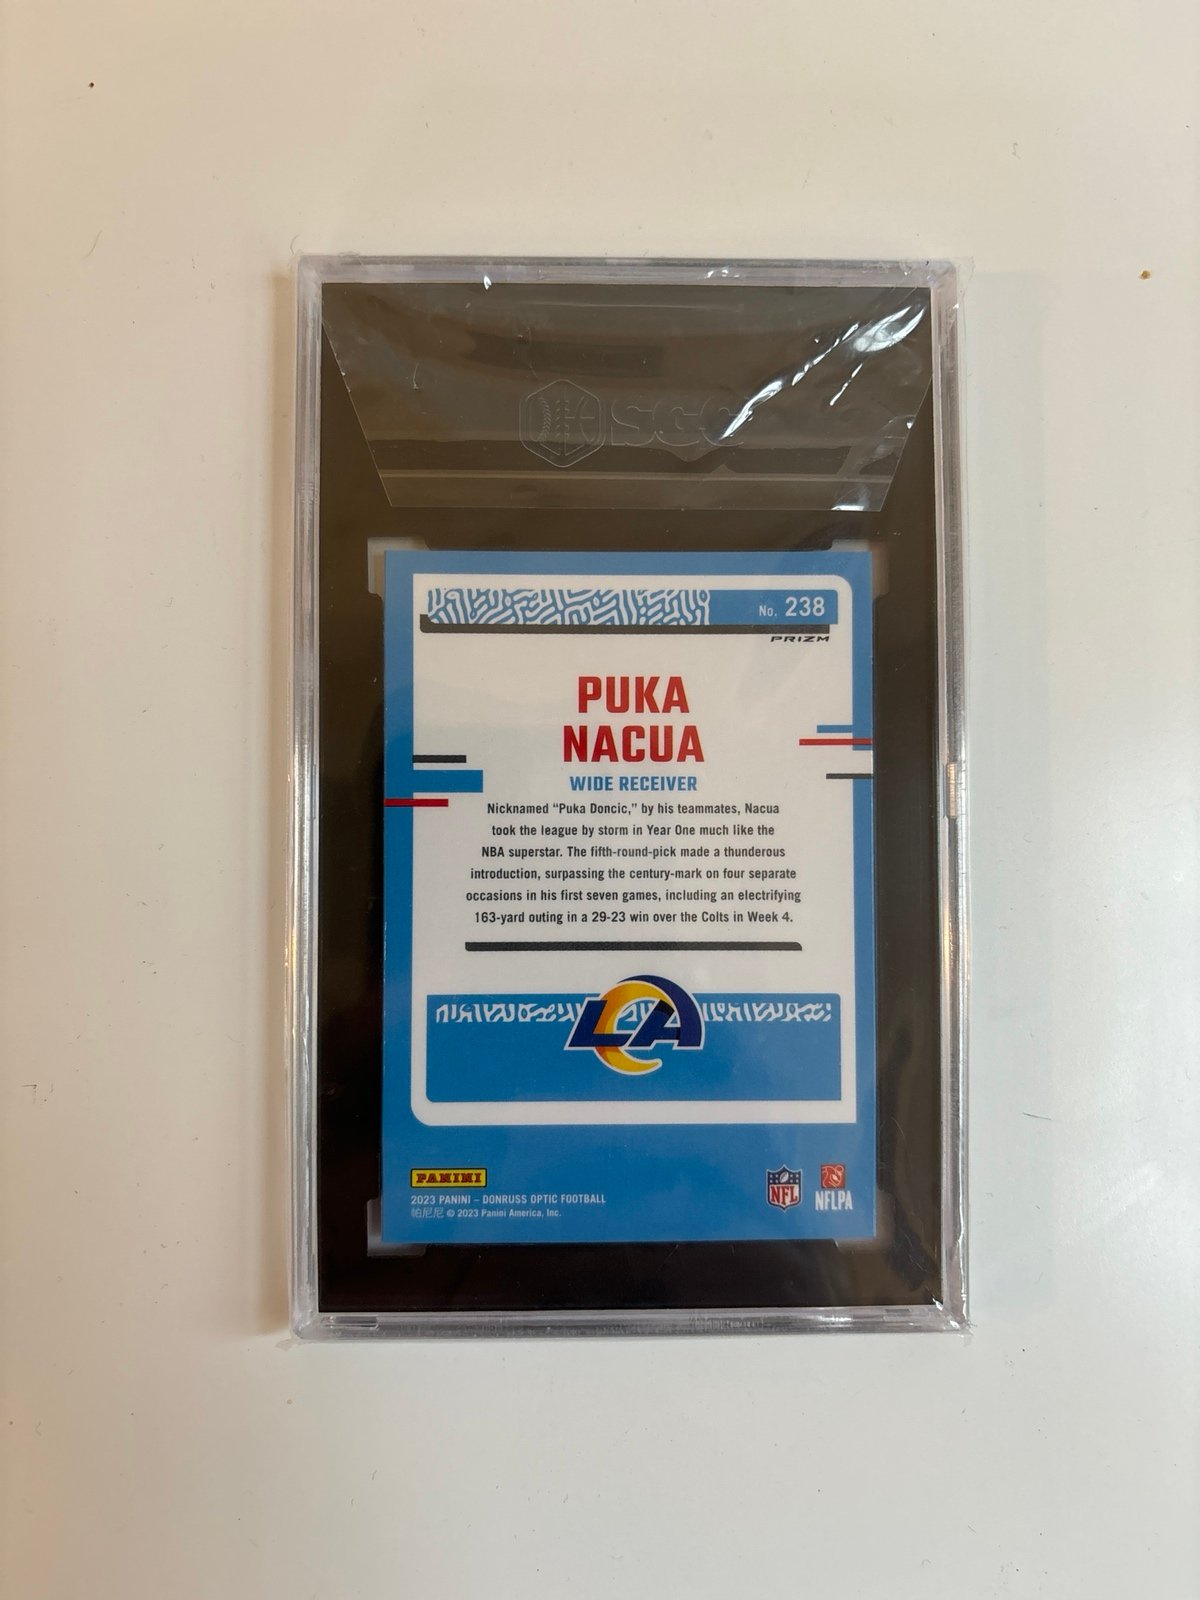 SGC
No. 238
PRIZM
PUKA
NACUA
WIDE RECEIVER
Nicknamed “Puka Doncic,” by his teammates, Nacua
took the league by storm in Year One much like the
NBA superstar. The fifth-round-pick made a thunderous
introduction, surpassing the century-mark on four separate
occasions in his first seven games, including an electrifying
163-yard outing in a 29-23 win over the Colts in Week 4.
LA
PANINI
2023 PANINI – DONRUSS OPTIC FOOTBALL
帕尼尼 © 2023 Panini America, Inc.
NFL
NFLPA